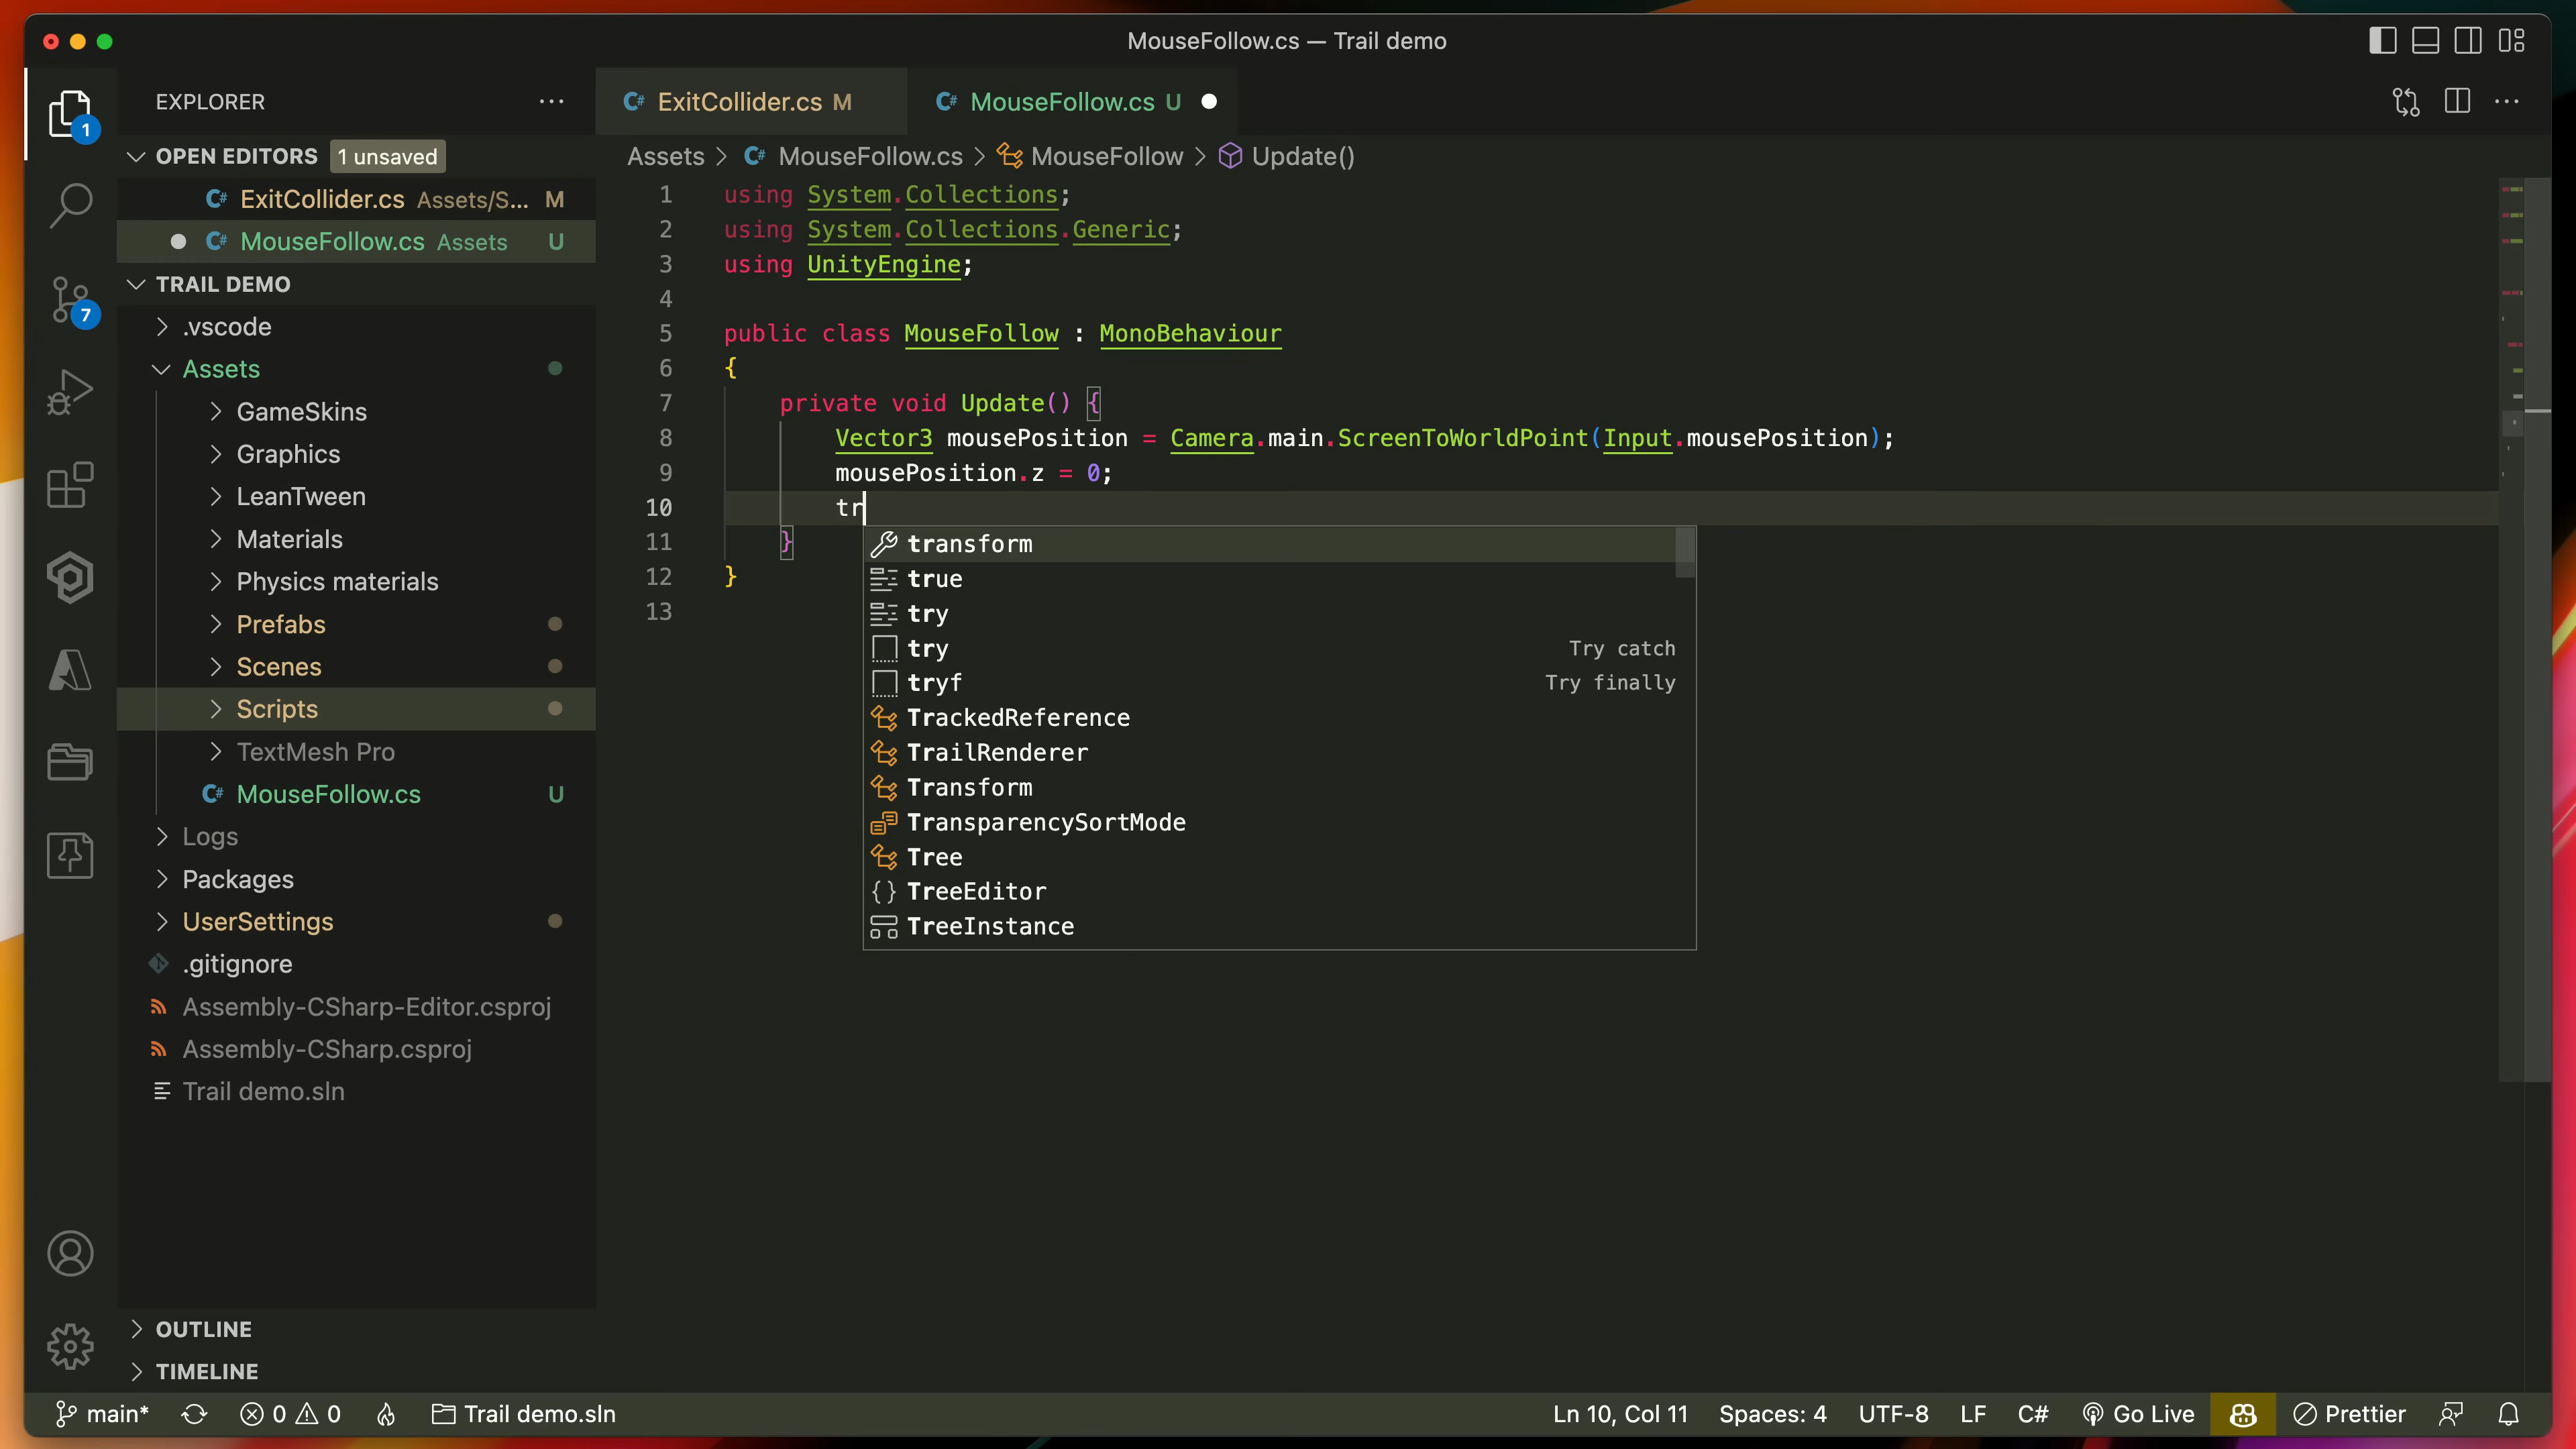 MouseFollow.cs — Trail demo
EXPLORER
ExitCollider.cs M
MouseFollow.cs U
1
OPEN EDITORS 1 unsaved
ExitCollider.cs Assets/S... M
MouseFollow.cs Assets U
TRAIL DEMO
.vscode
Assets
GameSkins
Graphics
LeanTween
Materials
Physics materials
Prefabs
Scenes
Scripts
TextMesh Pro
MouseFollow.cs U
Logs
Packages
UserSettings
.gitignore
Assembly-CSharp-Editor.csproj
Assembly-CSharp.csproj
Trail demo.sln
OUTLINE
TIMELINE
7
Assets > MouseFollow.cs > MouseFollow > Update()
1 using System.Collections;
2 using System.Collections.Generic;
3 using UnityEngine;
4
5 public class MouseFollow : MonoBehaviour
6 {
7 private void Update() {
8 Vector3 mousePosition = Camera.main.ScreenToWorldPoint(Input.mousePosition);
9 mousePosition.z = 0;
10 tr
11 }
12 }
13
transform
true
try
try Try catch
tryf Try finally
TrackedReference
TrailRenderer
Transform
TransparencySortMode
Tree
TreeEditor
TreeInstance
main* 0 0 Trail demo.sln
Ln 10, Col 11 Spaces: 4 UTF-8 LF C# Go Live Prettier